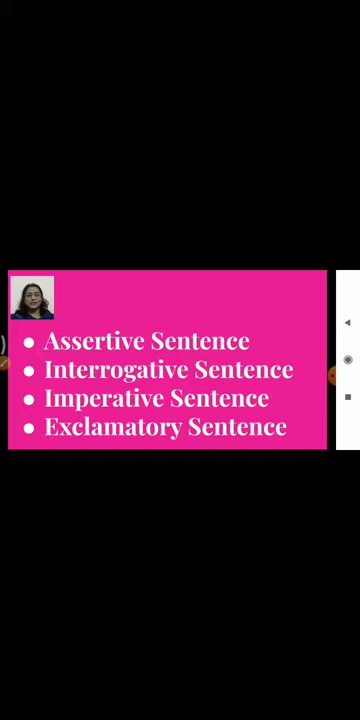 ● Assertive Sentence
● Interrogative Sentence
● Imperative Sentence
● Exclamatory Sentence